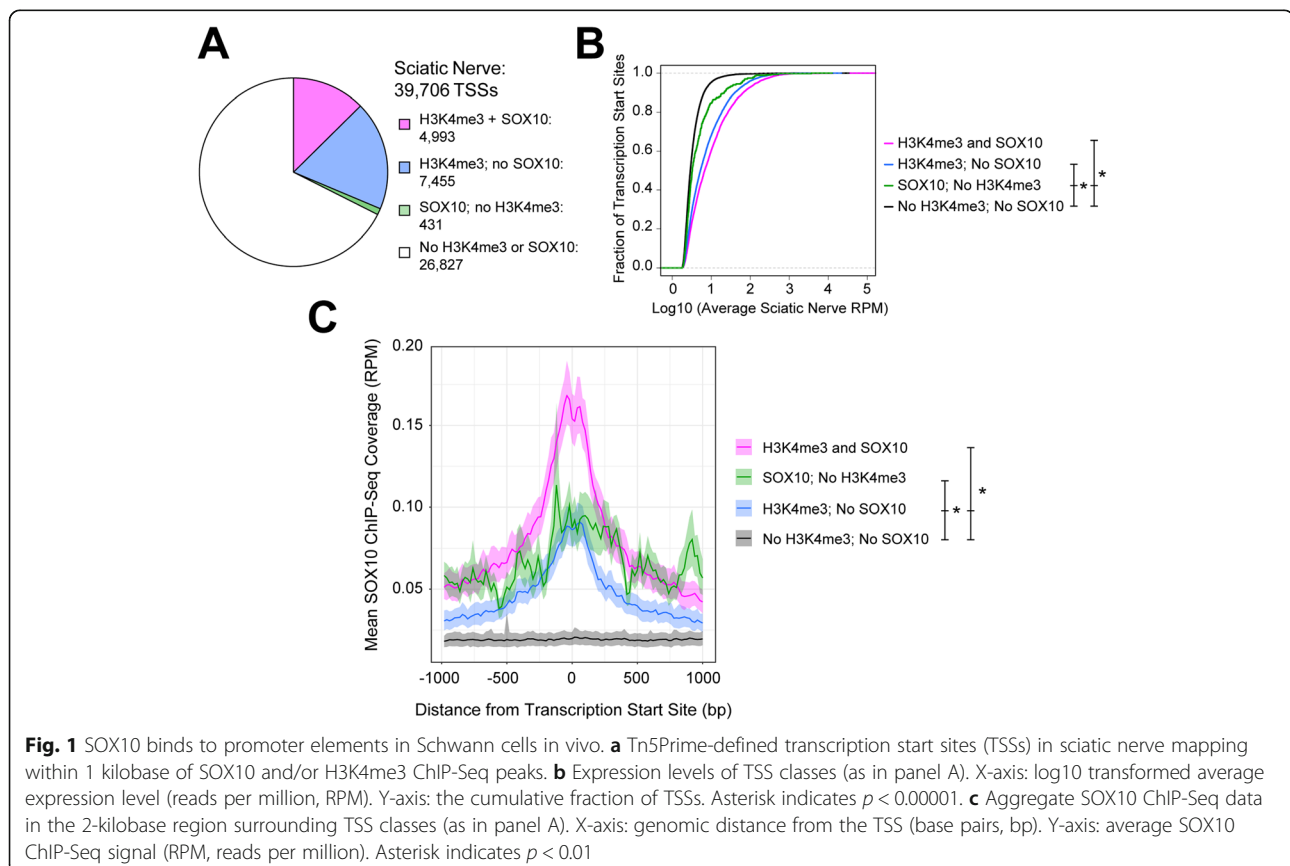 A
Sciatic Nerve:
39,706 TSSs
H3K4me3 + SOX10:
4,993
H3K4me3; no SOX10:
7,455
SOX10; no H3K4me3:
431
No H3K4me3 or SOX10:
26,827
B
Fraction of Transcription Start Sites
1.0
0.8
0.6
0.4
0.2
0.0
0 1 2 3 4 5
Log10 (Average Sciatic Nerve RPM)
H3K4me3 and SOX10
H3K4me3; No SOX10
SOX10; No H3K4me3
No H3K4me3; No SOX10
* *
C
Mean SOX10 ChIP-Seq Coverage (RPM)
0.20
0.15
0.10
0.05
-1000 -500 0 500 1000
Distance from Transcription Start Site (bp)
H3K4me3 and SOX10
SOX10; No H3K4me3
H3K4me3; No SOX10
No H3K4me3; No SOX10
* *
Fig. 1 SOX10 binds to promoter elements in Schwann cells in vivo. a Tn5Prime-defined transcription start sites (TSSs) in sciatic nerve mapping
within 1 kilobase of SOX10 and/or H3K4me3 ChIP-Seq peaks. b Expression levels of TSS classes (as in panel A). X-axis: log10 transformed average
expression level (reads per million, RPM). Y-axis: the cumulative fraction of TSSs. Asterisk indicates p < 0.00001. c Aggregate SOX10 ChIP-Seq data
in the 2-kilobase region surrounding TSS classes (as in panel A). X-axis: genomic distance from the TSS (base pairs, bp). Y-axis: average SOX10
ChIP-Seq signal (RPM, reads per million). Asterisk indicates p < 0.01